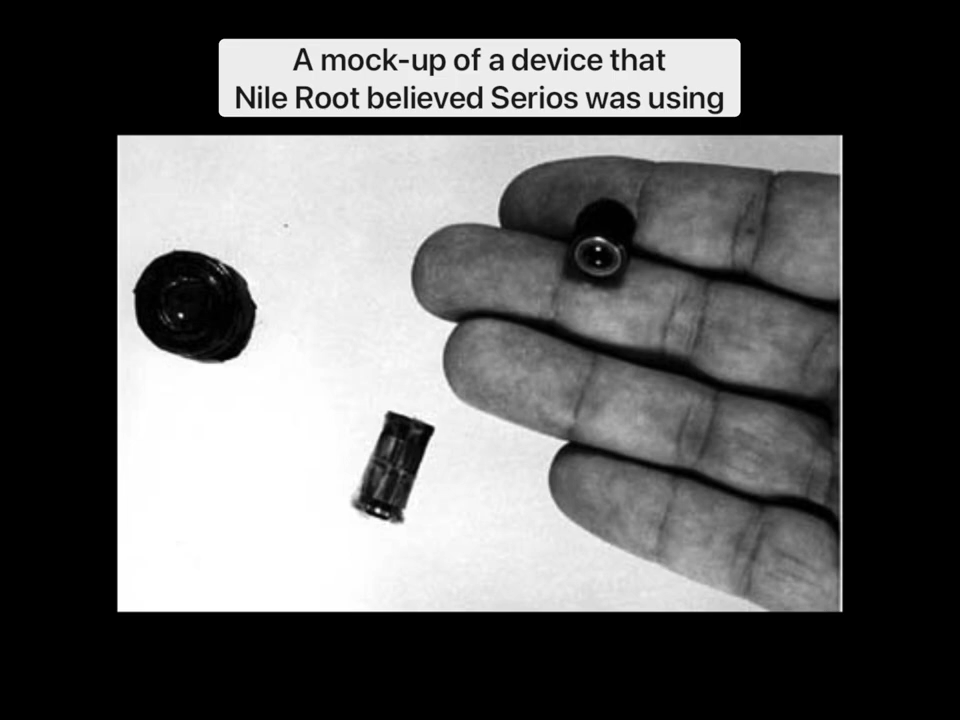 A mock-up of a device that
Nile Root believed Serios was using